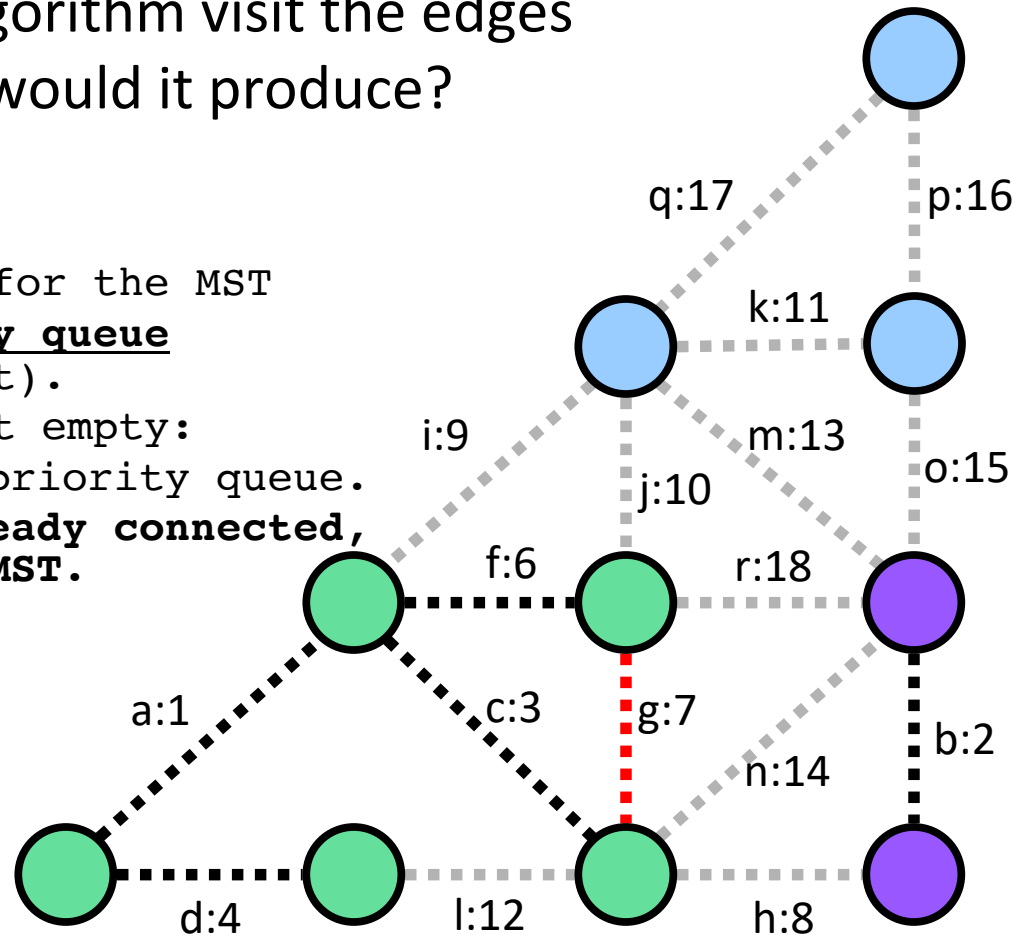 gorithm visit the edges
would it produce?
q:17
p:16
for the MST
y queue
k:11
t).
t empty:
i:9
m:13
priority queue.
j:10
o:15
eady connected,
MST.
f:6
r:18
a:1
c:3
g:7
b:2
n:14
d:4
l:12
h:8